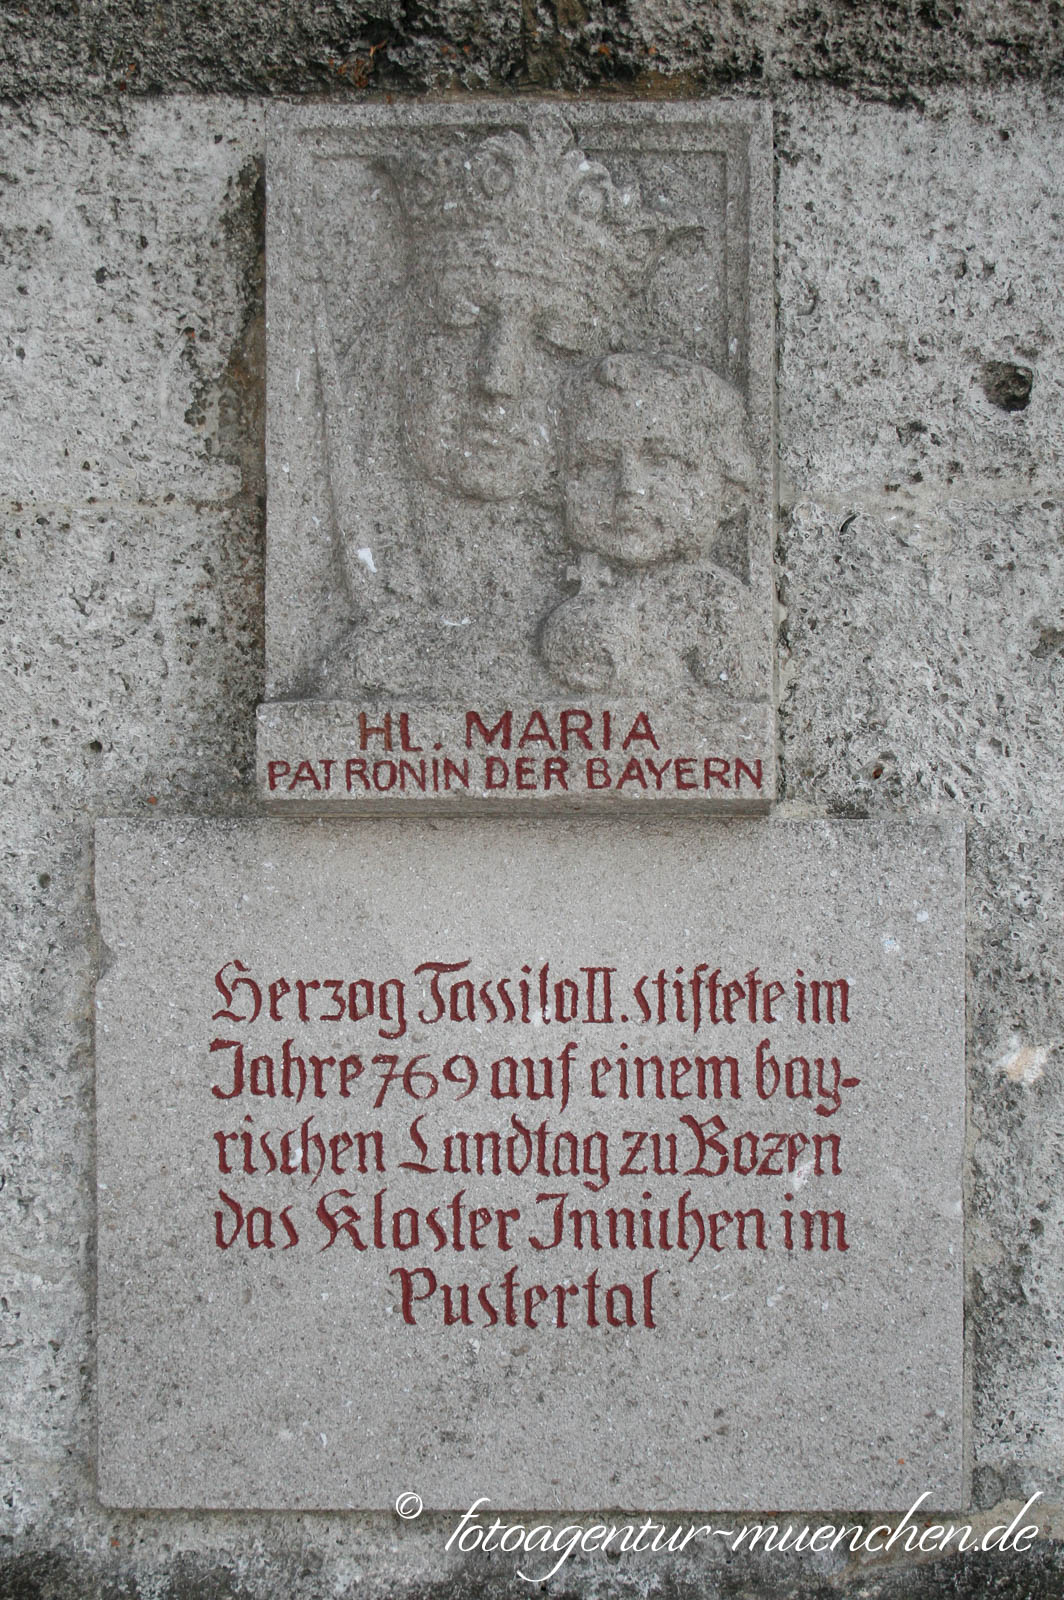 HL. MARIA
PATRONIN DER BAYERN
Herzog Tassilo II. stiftete im
Jahre 769 auf einem bay-
rischen Landtag zu Bozen
das Kloster Innichen im
Pustertal
© fotoagentur-muenchen.de